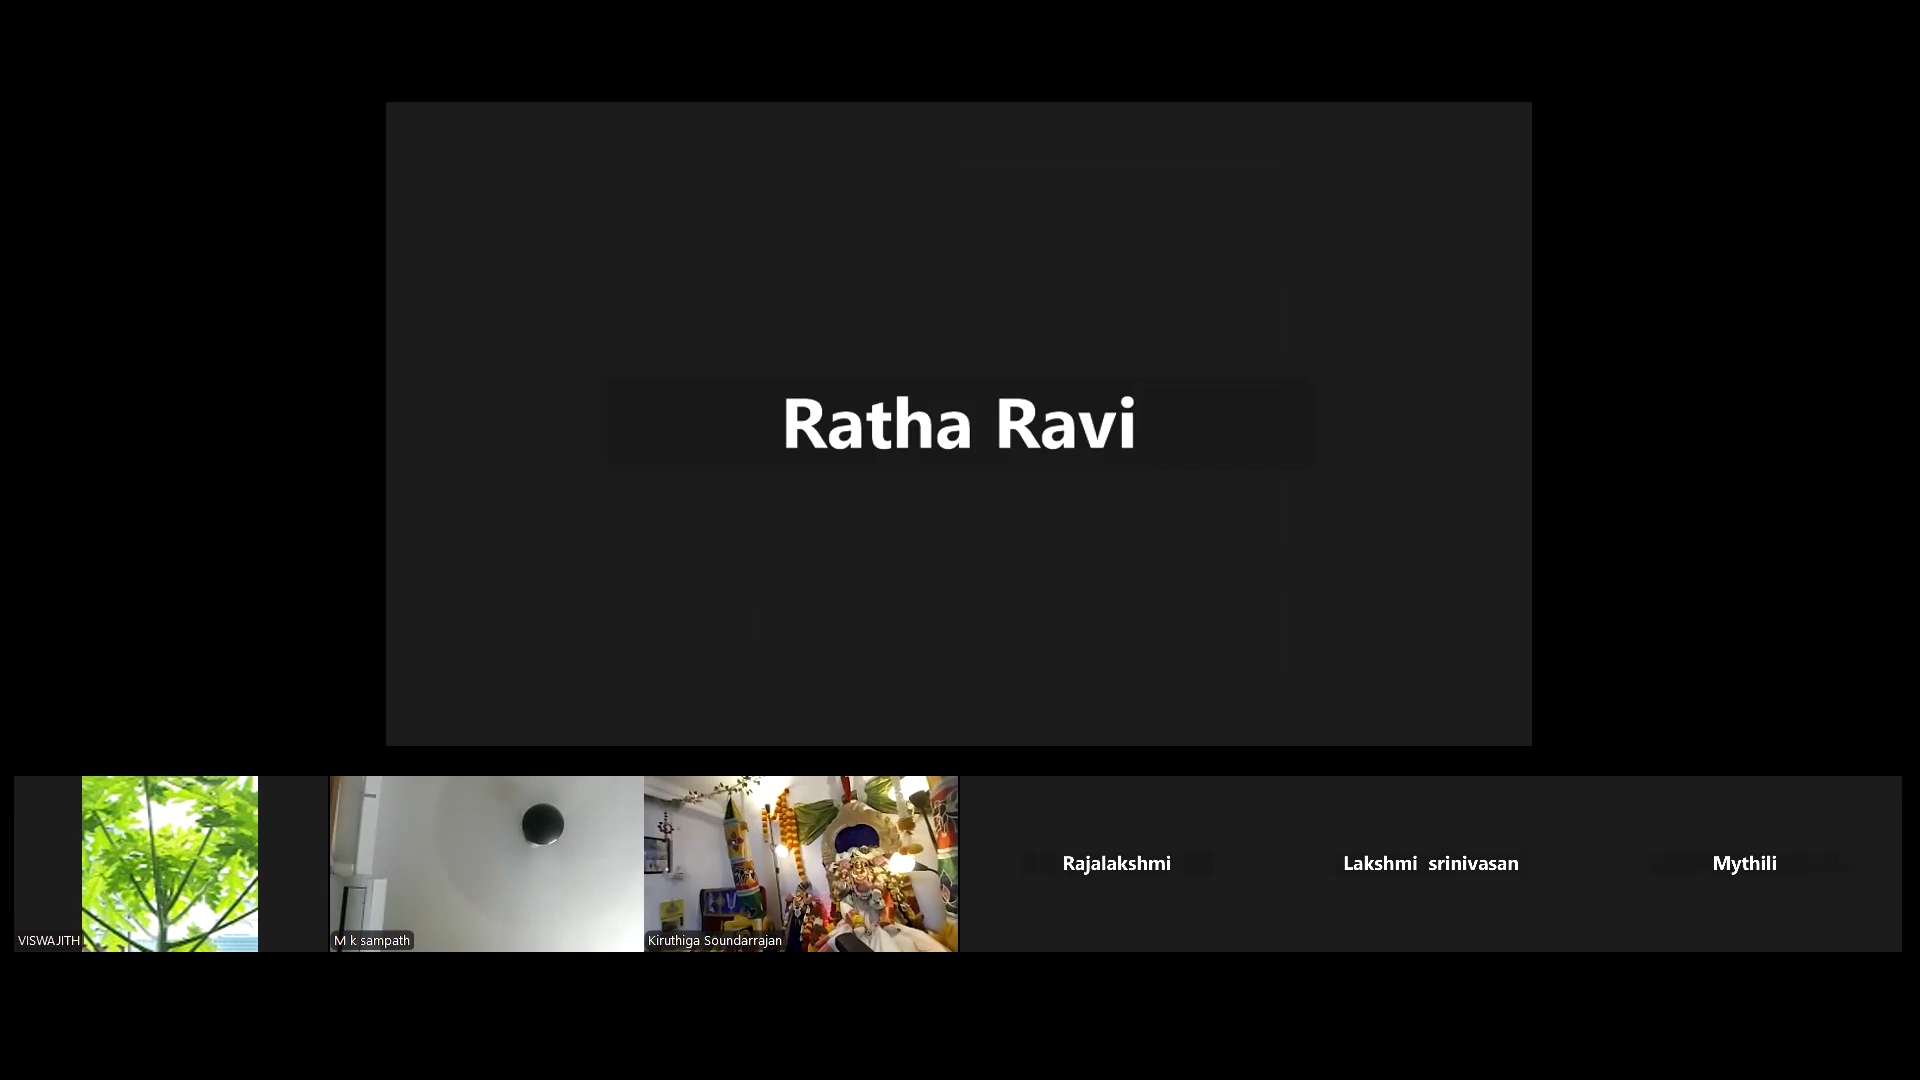 Ratha Ravi
VISWAJITH
M k sampath
Kiruthiga Soundarrajan
Rajalakshmi
Lakshmi srinivasan
Mythili